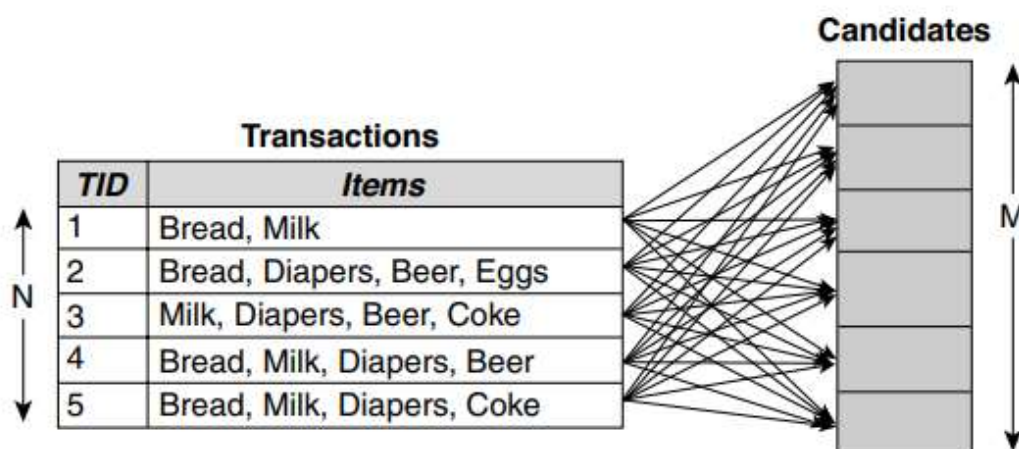 Candidates
Transactions
TID Items
1 Bread, Milk
2 Bread, Diapers, Beer, Eggs
3 Milk, Diapers, Beer, Coke
4 Bread, Milk, Diapers, Beer
5 Bread, Milk, Diapers, Coke
N
M